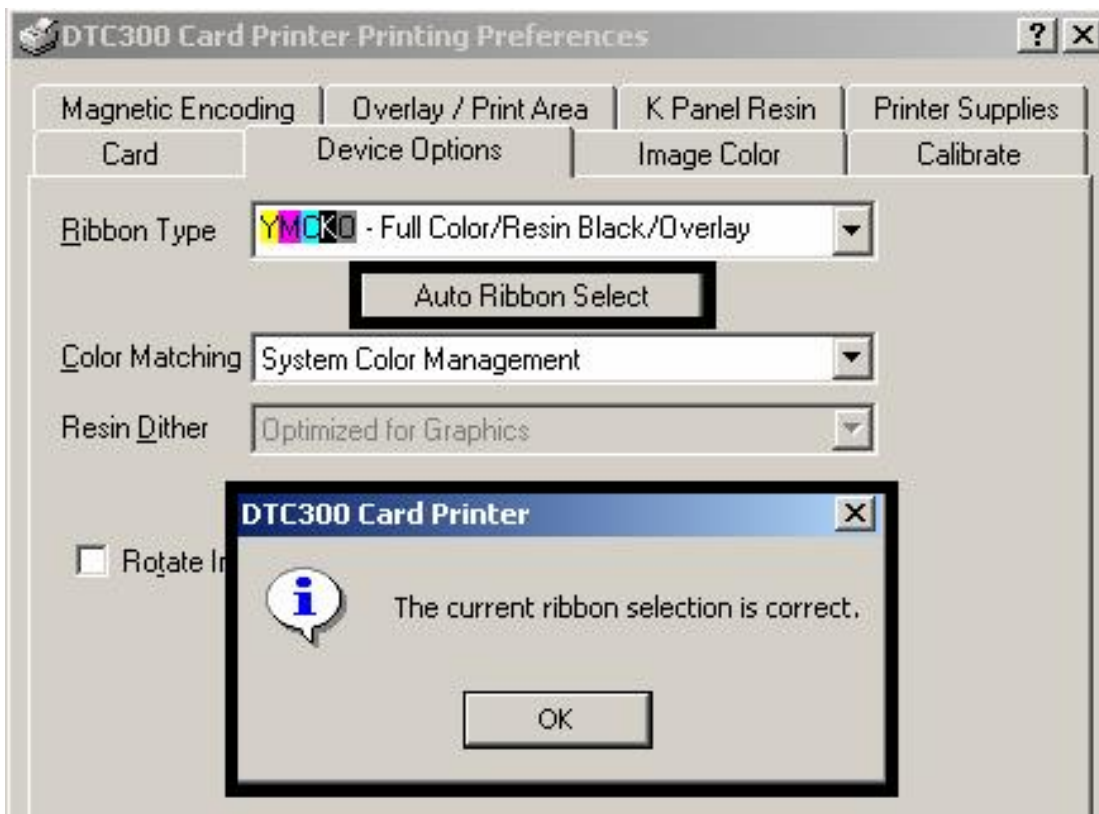 DTC300 Card Printer Printing Preferences
Magnetic Encoding Overlay / Print Area K Panel Resin Printer Supplies
Card Device Options Image Color Calibrate
Ribbon Type YMCKO - Full Color/Resin Black/Overlay
Auto Ribbon Select
Color Matching System Color Management
Resin Dither Optimized for Graphics
DTC300 Card Printer
Rotate
The current ribbon selection is correct.
OK